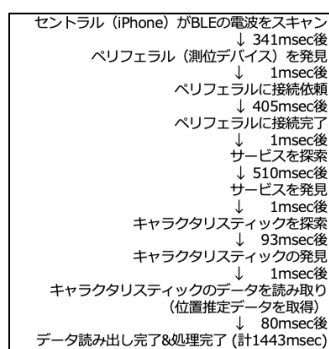 セントラル（iPhone）がBLEの電波をスキャン
↓ 341msec後
ペリフェラル（測位デバイス）を発見
↓ 1msec後
ペリフェラルに接続依頼
↓ 405msec後
ペリフェラルに接続完了
↓ 1msec後
サービスを探索
↓ 510msec後
サービスを発見
↓ 1msec後
キャラクタリスティックを探索
↓ 93msec後
キャラクタリスティックの発見
↓ 1msec後
キャラクタリスティックのデータを読み取り
（位置推定データを取得）
↓ 80msec後
データ読み出し完了&処理完了 (計1443msec)